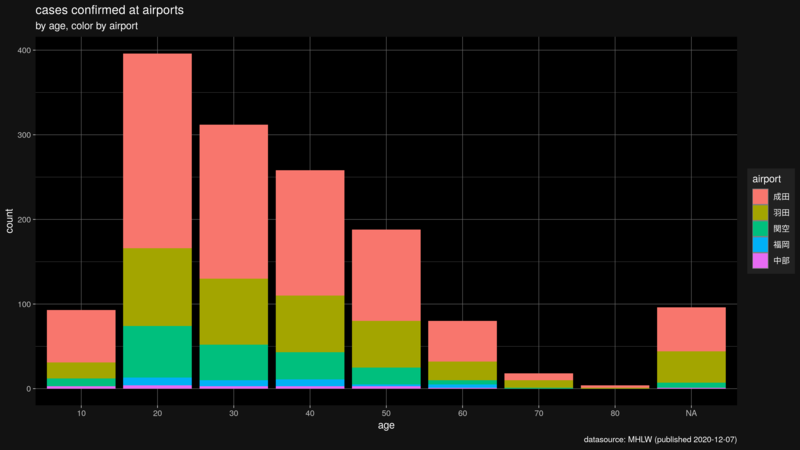 cases confirmed at airports
by age, color by airport
400
300
200
100
0
count
10 20 30 40 50 60 70 80 NA
age
airport
成田
羽田
関空
福岡
中部
datasource: MHLW (published 2020-12-07)